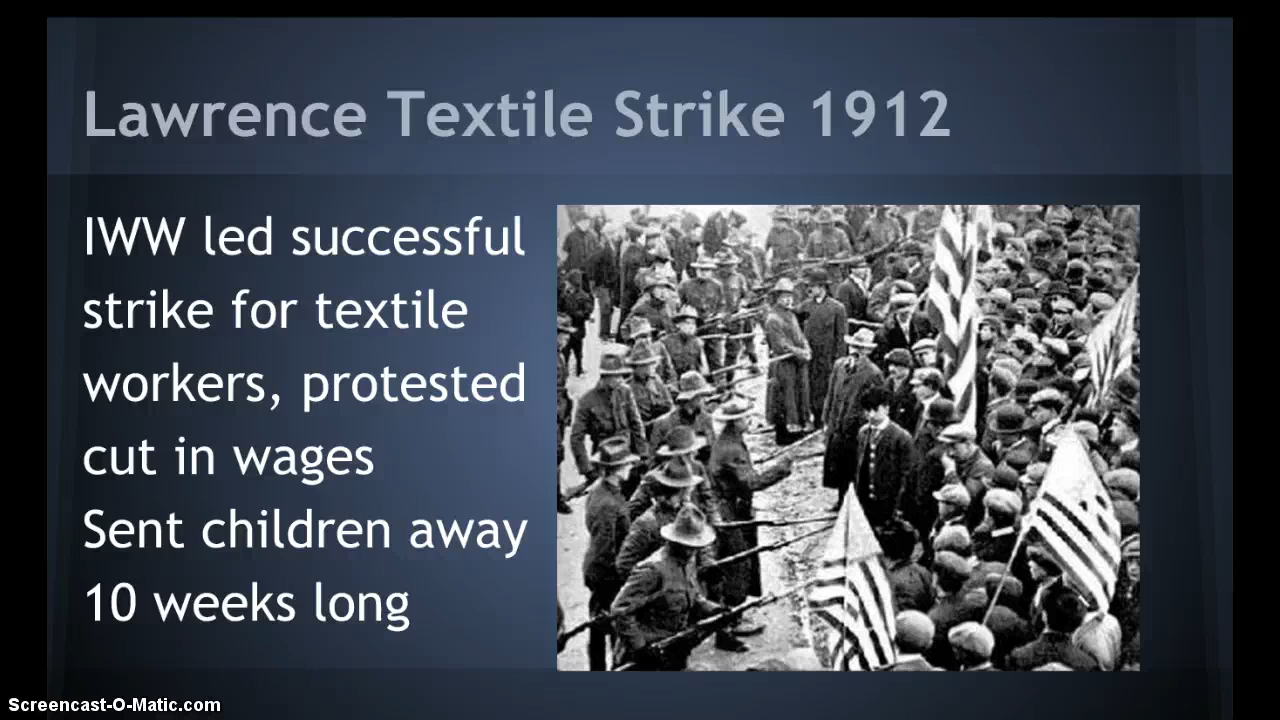 Lawrence Textile Strike 1912
IWW led successful
strike for textile
workers, protested
cut in wages
Sent children away
10 weeks long
Screencast-O-Matic.com